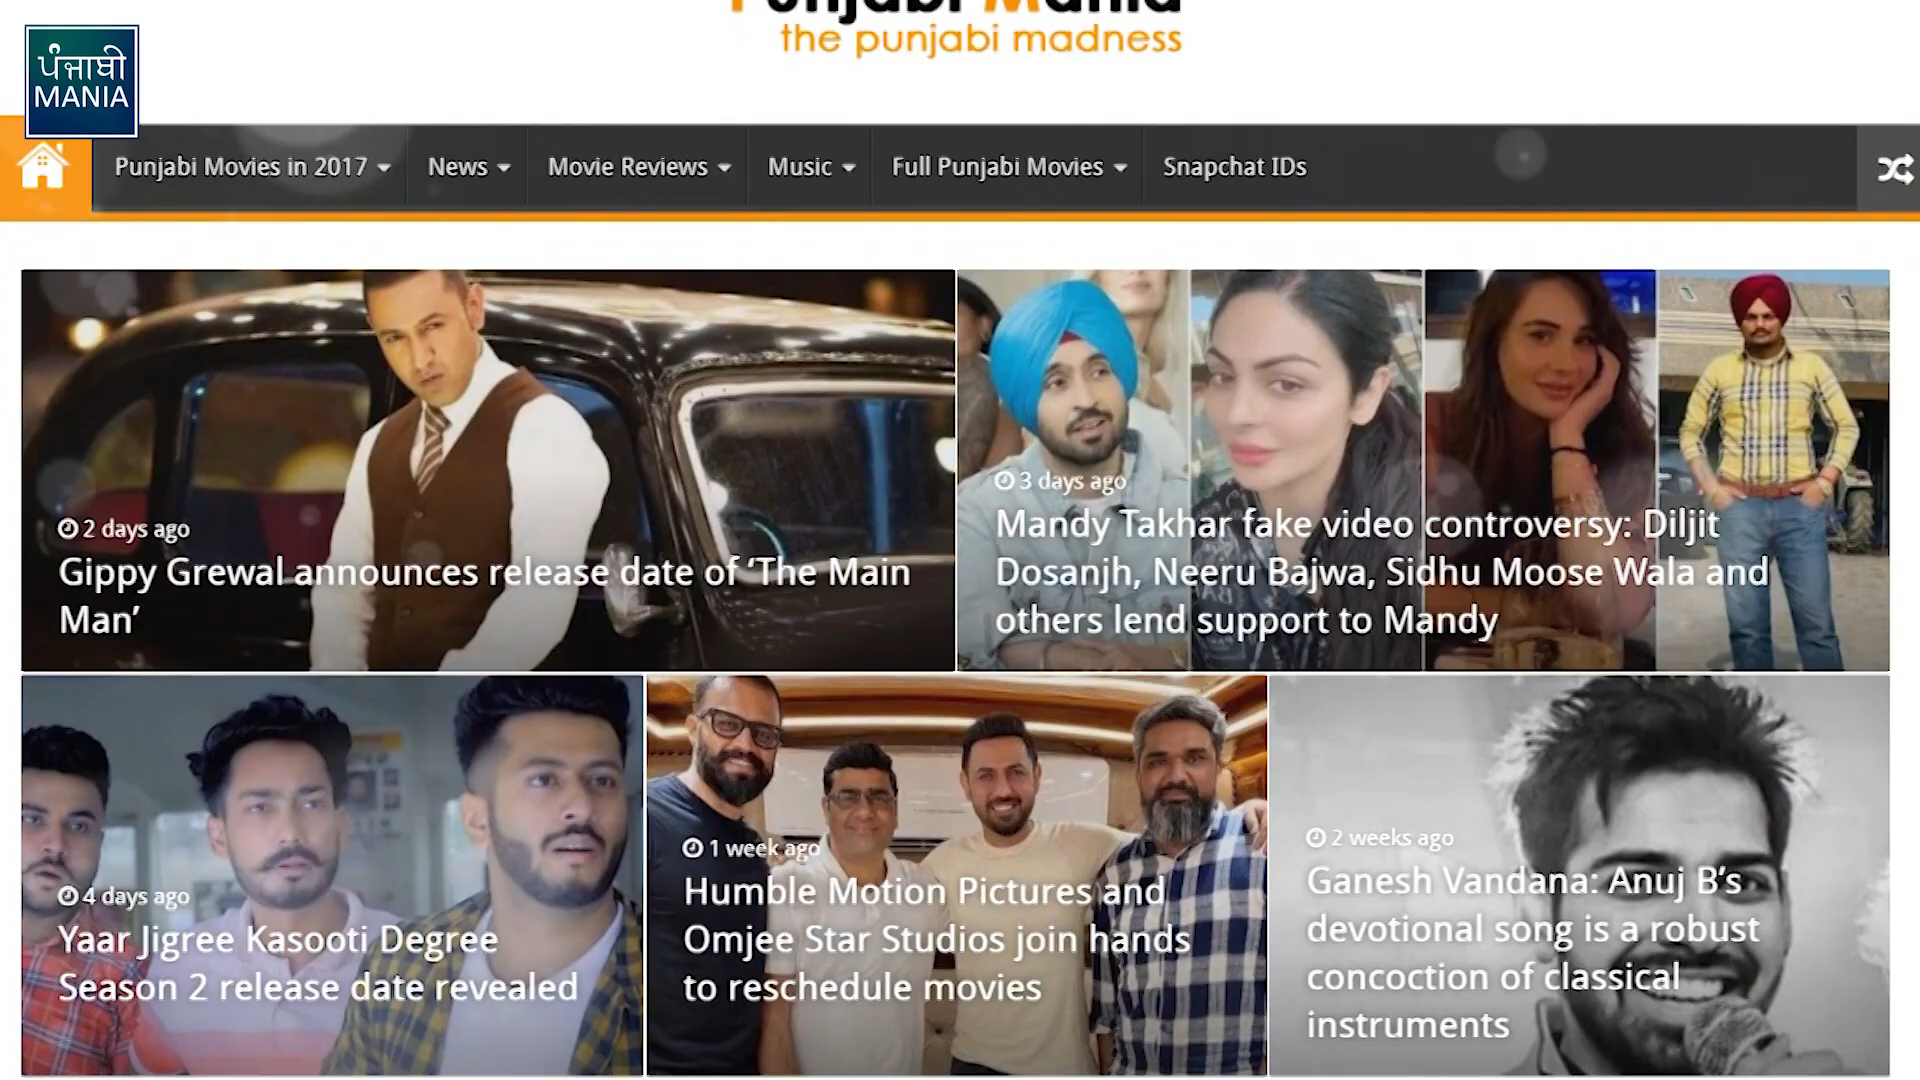 Punjabi Mania
the punjabi madness
ਪੰਜਾਬੀ
MANIA
Punjabi Movies in 2017
News
Movie Reviews
Music
Full Punjabi Movies
Snapchat IDs
2 days ago
Gippy Grewal announces release date of ‘The Main
Man’
3 days ago
Mandy Takhar fake video controversy: Diljit
Dosanjh, Neeru Bajwa, Sidhu Moose Wala and
others lend support to Mandy
4 days ago
Yaar Jigree Kasooti Degree
Season 2 release date revealed
1 week ago
Humble Motion Pictures and
Omjee Star Studios join hands
to reschedule movies
2 weeks ago
Ganesh Vandana: Anuj B’s
devotional song is a robust
concoction of classical
instruments